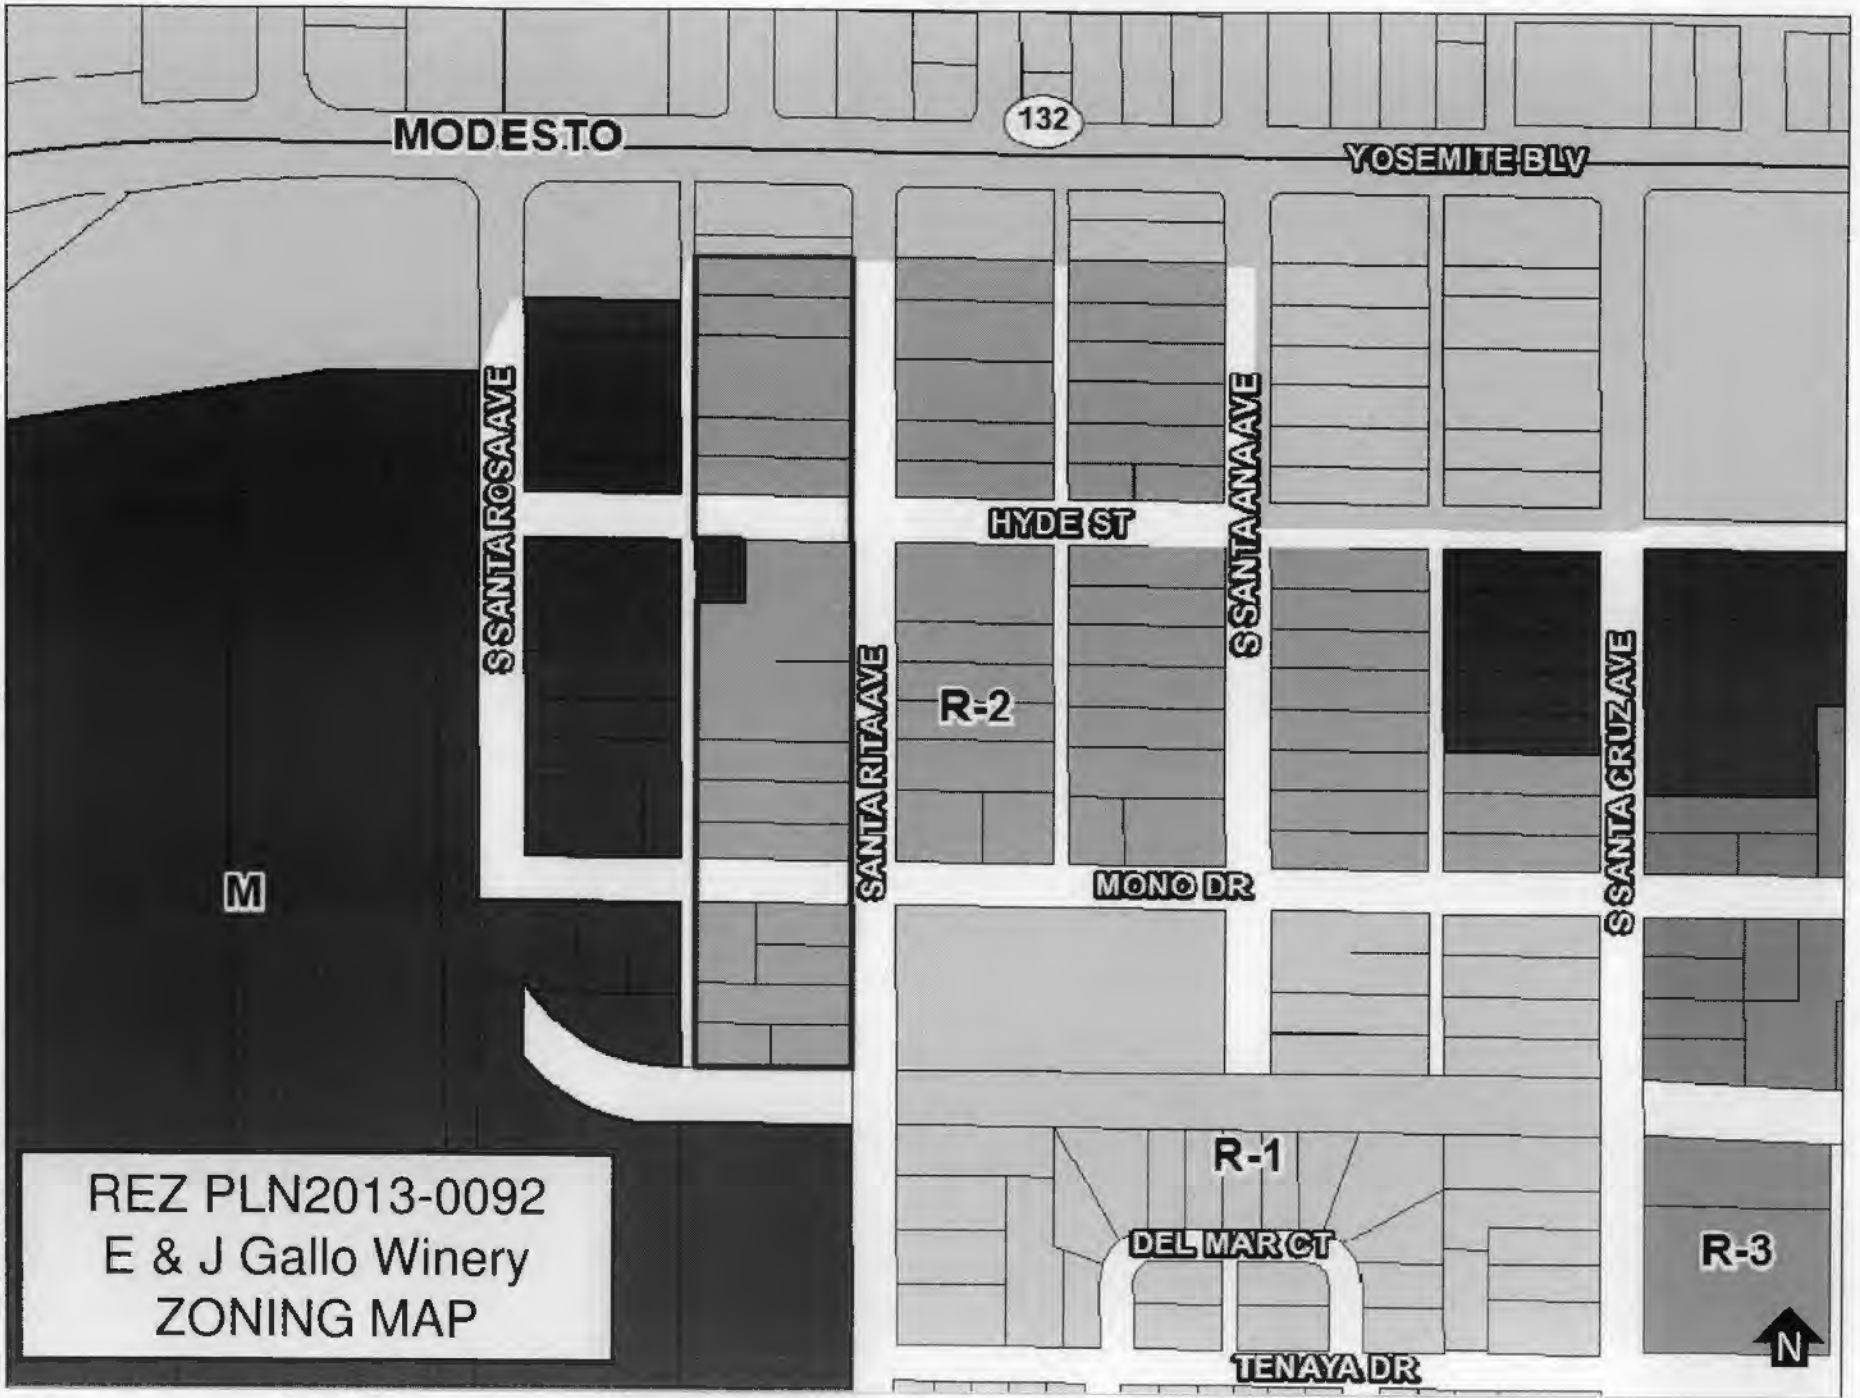 132
MODESTO
YOSEMITE BLV
S SANTA ROSA AVE
S SANTA ANA AVE
HYDE ST
SANTA RITA AVE
S SANTA CRUZ AVE
R-2
M
MONO DR
R-1
REZ PLN2013-0092
E & J Gallo Winery
ZONING MAP
DEL MAR CT
R-3
N
TENAYA DR